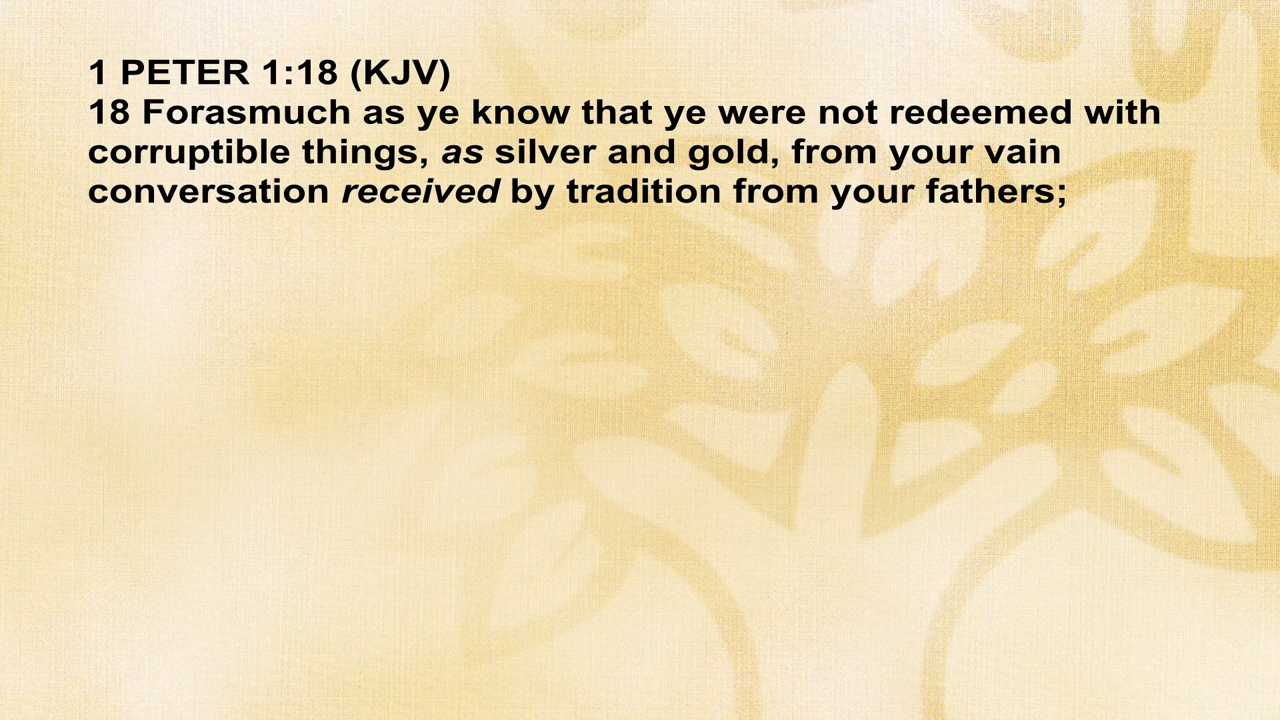 1 PETER 1:18 (KJV)
18 Forasmuch as ye know that ye were not redeemed with
corruptible things, as silver and gold, from your vain
conversation received by tradition from your fathers;